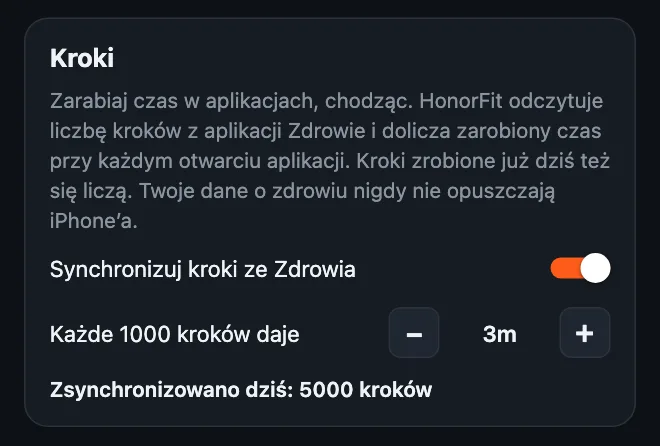 Kroki
Zarabiaj czas w aplikacjach, chodząc. HonorFit odczytuje
liczbę kroków z aplikacji Zdrowie i dolicza zarobiony czas
przy każdym otwarciu aplikacji. Kroki zrobione już dziś też
się liczą. Twoje dane o zdrowiu nigdy nie opuszczają
iPhone’a.
Synchronizuj kroki ze Zdrowia
Każde 1000 kroków daje − 3m +
Zsynchronizowano dziś: 5000 kroków